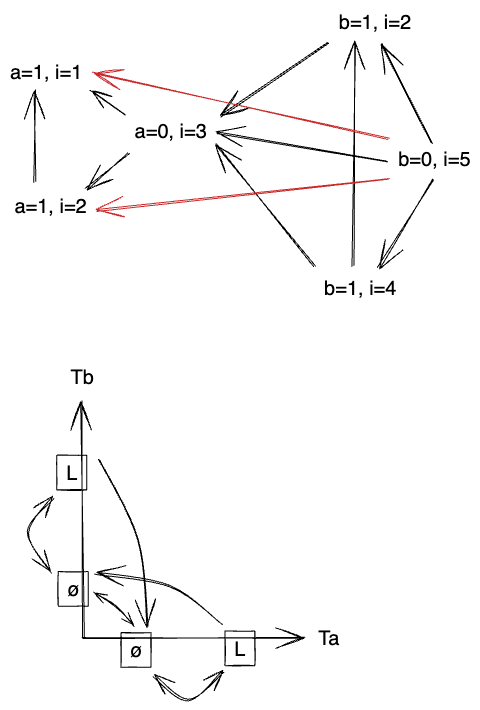 b=1, i=2
a=1, i=1
a=0, i=3
b=0, i=5
a=1, i=2
b=1, i=4
Tb
L
ø
ø
L
Ta